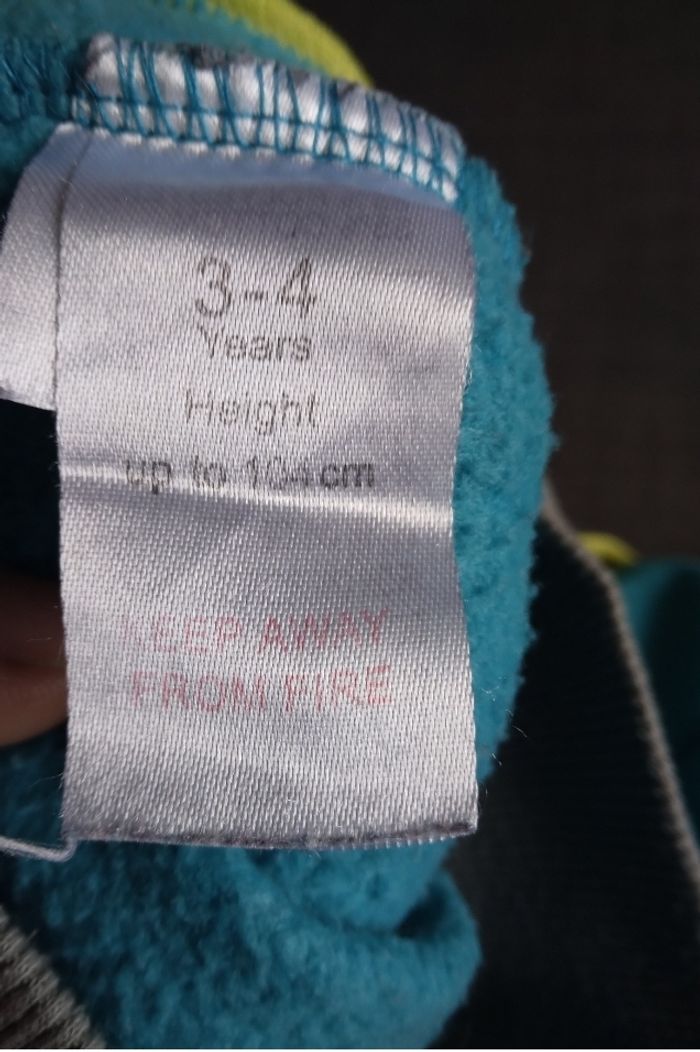 3-4
Years
Height
up to 104cm
KEEP AWAY
FROM FIRE